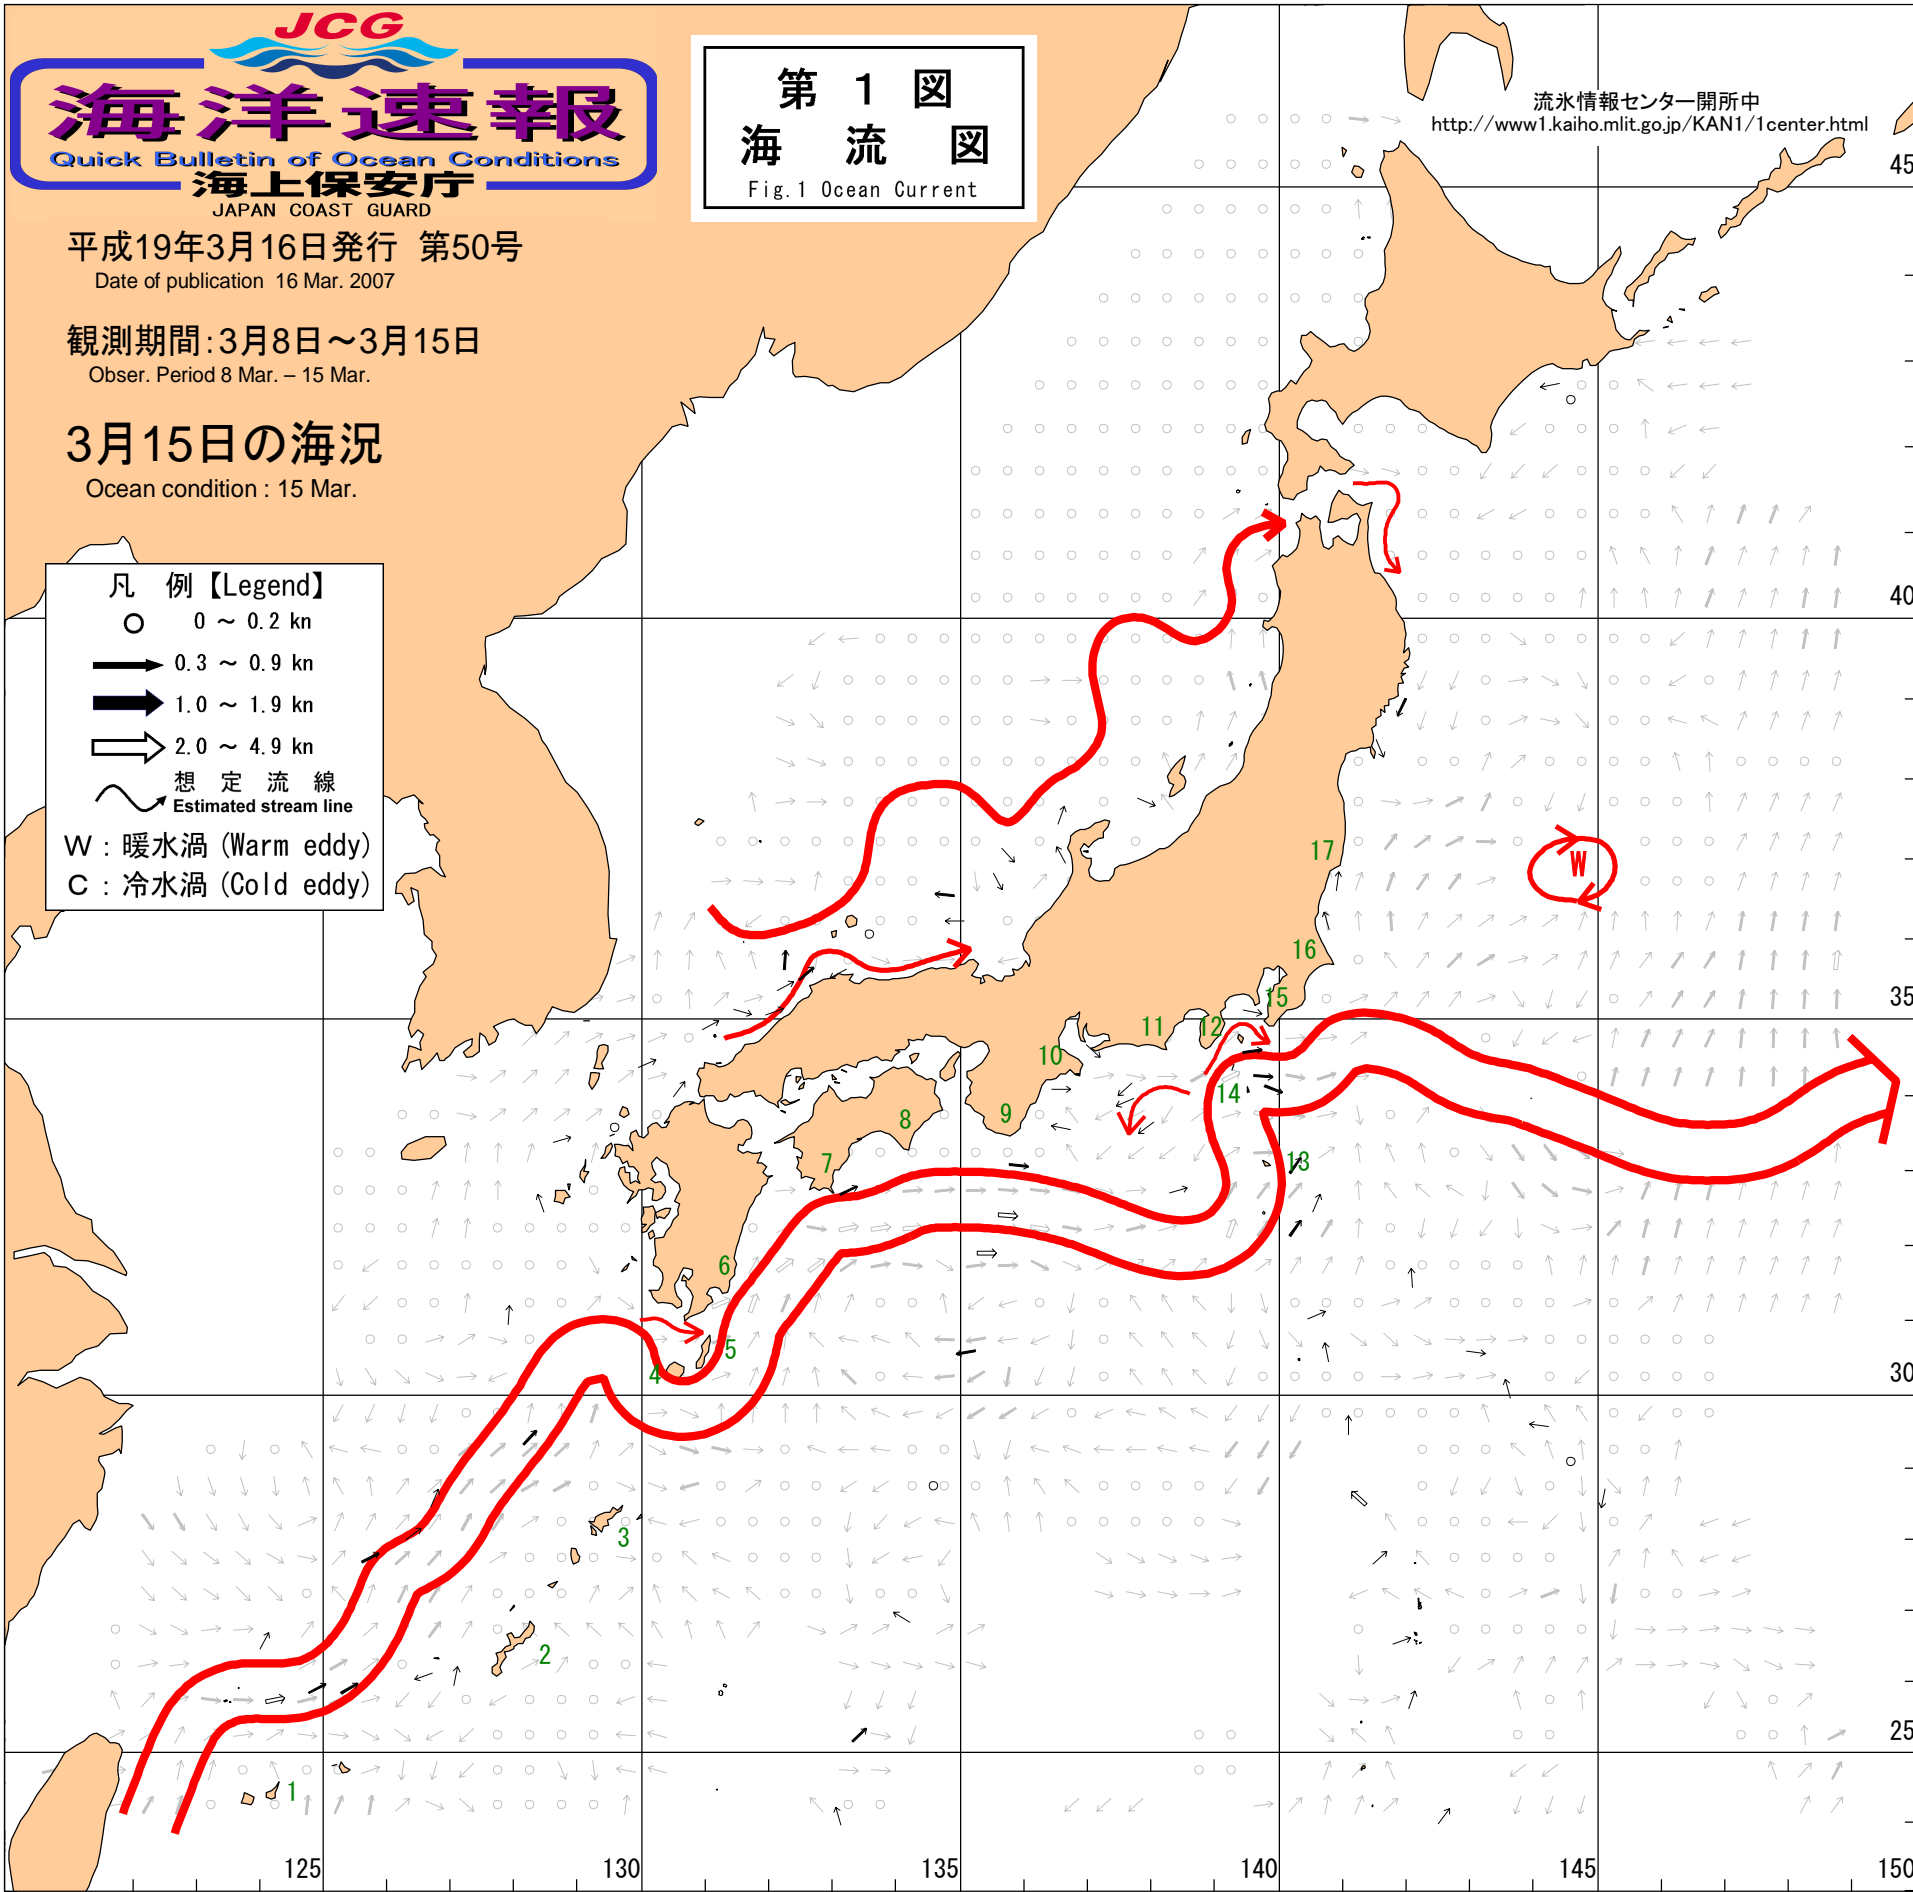 JCG
海洋速報
Quick Bulletin of Ocean Conditions
海上保安庁
JAPAN COAST GUARD
平成19年3月16日発行 第50号
Date of publication 16 Mar. 2007
観測期間:3月8日～3月15日
Obser. Period 8 Mar. – 15 Mar.
3月15日の海況
Ocean condition : 15 Mar.
第 1 図
海 流 図
Fig.1 Ocean Current
流氷情報センター開所中
http://www1.kaiho.mlit.go.jp/KAN1/1center.html
凡 例【Legend】
0 ～ 0.2 kn
0.3 ～ 0.9 kn
1.0 ～ 1.9 kn
2.0 ～ 4.9 kn
想 定 流 線
Estimated stream line
W : 暖水渦 (Warm eddy)
C : 冷水渦 (Cold eddy)
45
40
35
30
25
17
W
16
15
12
11
10
14
9
8
13
7
6
5
4
3
2
1
125
130
135
140
145
150